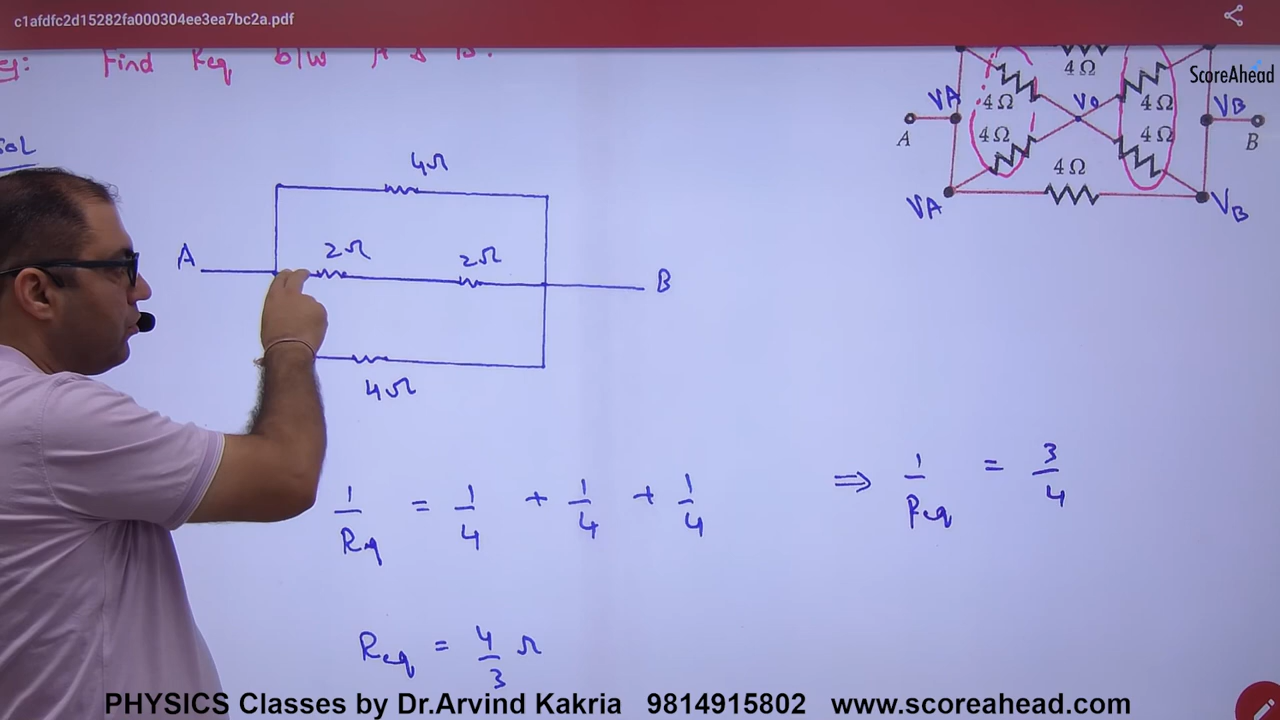 c1afdfc2d15282fa000304ee3ea7bc2a.pdf
Find Req b/w A & B.
ScoreAhead
4Ω
VA 4Ω V0 4Ω VB
A 4Ω 4Ω B
4Ω
VA VB
Sol
4Ω
A 2Ω 2Ω B
4Ω
1/Req = 1/4 + 1/4 + 1/4 ⇒ 1/Req = 3/4
Req = 4/3 Ω
PHYSICS Classes by Dr.Arvind Kakria 9814915802 www.scoreahead.com